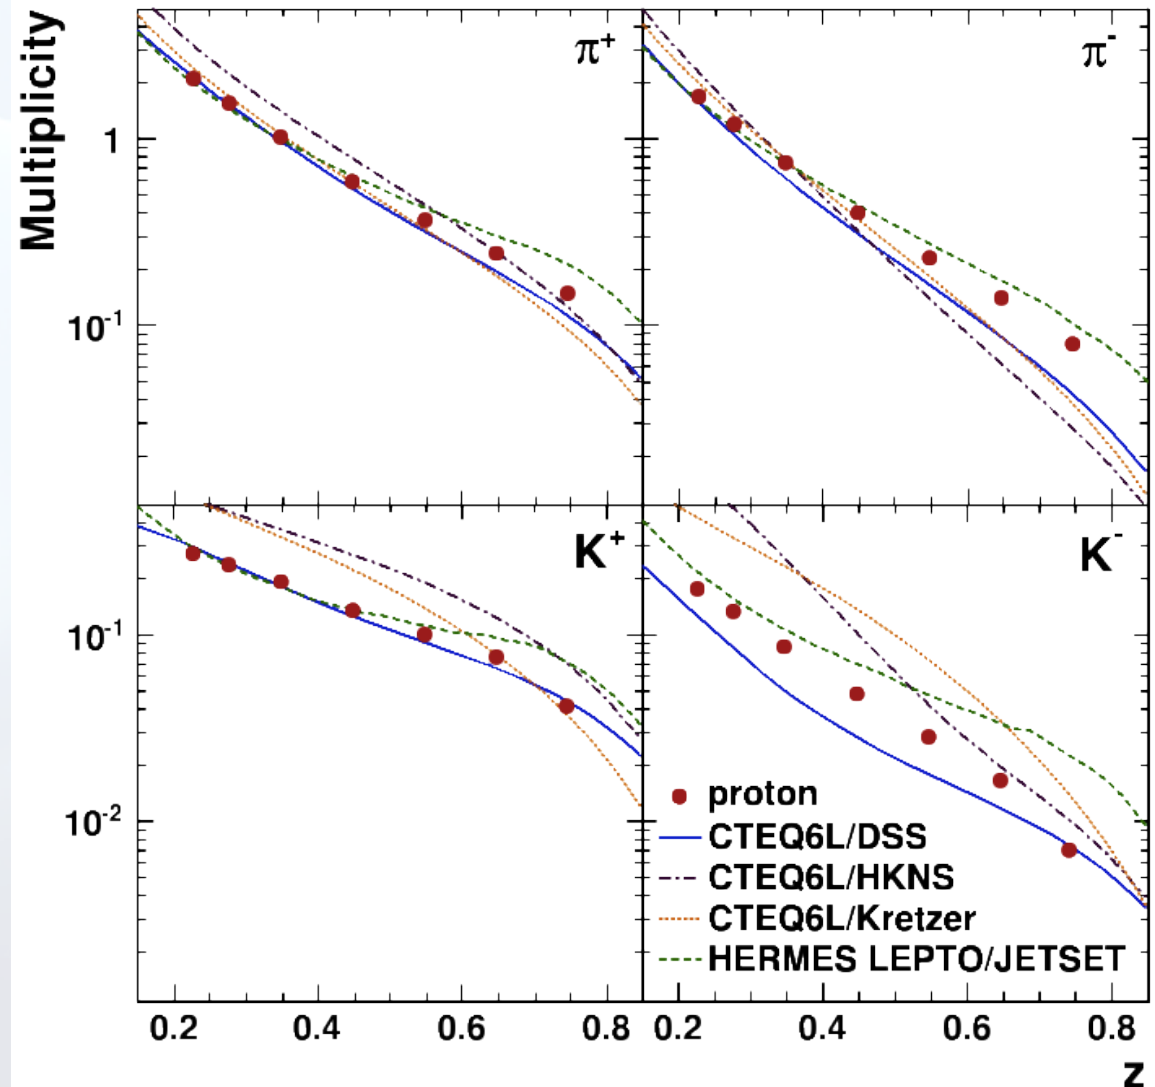 Multiplicity
π⁺
π⁻
1
10⁻¹
K⁺
K⁻
10⁻¹
10⁻²
proton
CTEQ6L/DSS
CTEQ6L/HKNS
CTEQ6L/Kretzer
HERMES LEPTO/JETSET
0.2 0.4 0.6 0.8 0.2 0.4 0.6 0.8
z